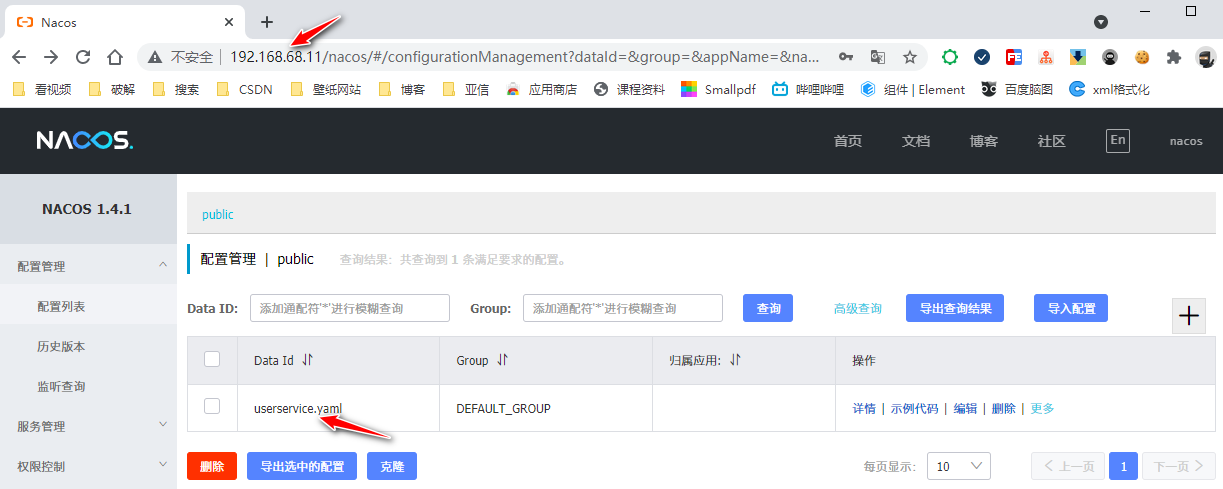 Nacos
不安全 | 192.168.68.11/nacos/#/configurationManagement?dataId=&group=&appName=&na...
看视频 破解 搜索 CSDN 壁纸网站 博客 亚信 应用商店 课程资料 Smallpdf 哔哩哔哩 组件 | Element 百度脑图 xml格式化
NACOS. 首页 文档 博客 社区 En nacos
NACOS 1.4.1
配置管理
配置列表
历史版本
监听查询
服务管理
权限控制
public
配置管理 | public 查询结果：共查询到 1 条满足要求的配置。
Data ID: 添加通配符'*'进行模糊查询 Group: 添加通配符'*'进行模糊查询 查询 高级查询 导出查询结果 导入配置
Data Id Group 归属应用: 操作
userservice.yaml DEFAULT_GROUP 详情 | 示例代码 | 编辑 | 删除 | 更多
删除 导出选中的配置 克隆 每页显示: 10 上一页 1 下一页